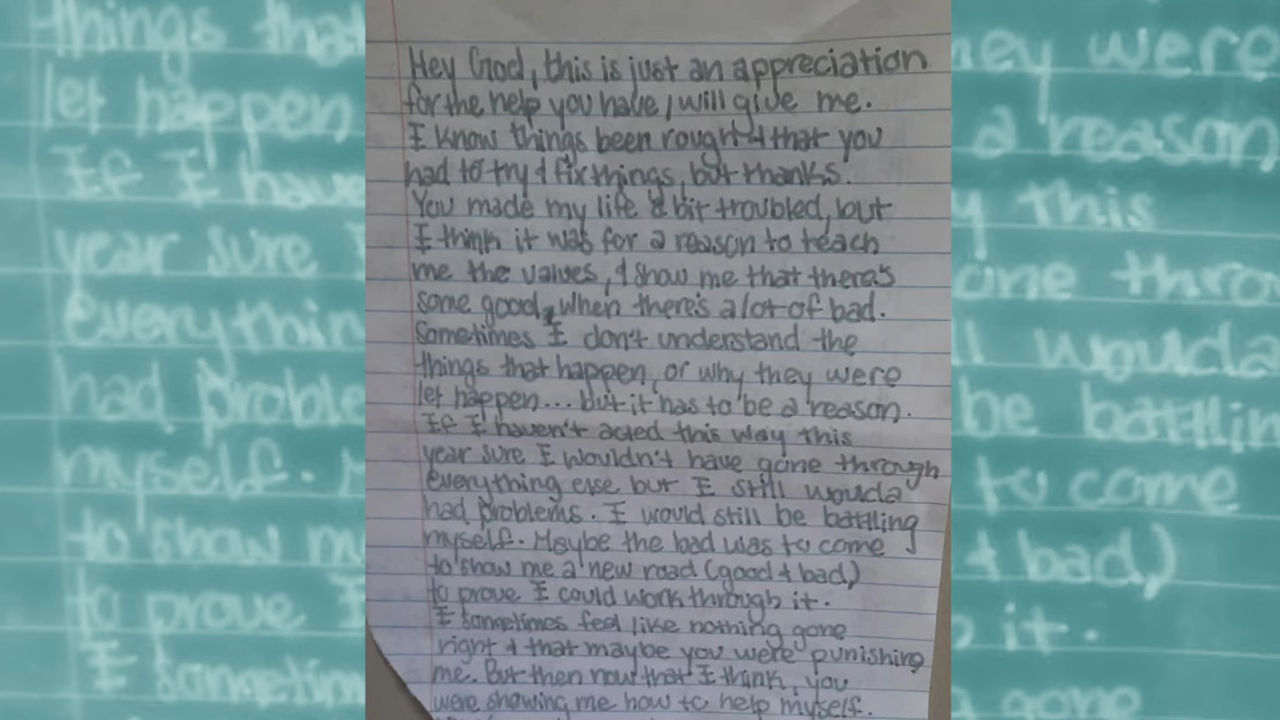 Hey God, this is just an appreciation
for the help you have / will give me.
I know things been rough & that you
had to try & fix things, but thanks.
You made my life a bit troubled, but
I think it was for a reason to teach
me the values, & show me that theras
some good, when there's alot of bad.
Sometimes I don't understand the
things that happen, or why they were
let happen... but it has to be a reason.
If I haven't acted this way this
year sure I wouldn't have gone through
everything else but I still woulda
had problems. I would still be battling
myself. Maybe the bad was to come
to show me a new road (good & bad)
to prove I could work through it.
I sometimes feel like nothing gone
right & that maybe you were punishing
me. But then now that I think, you
were showing me how to help myself.